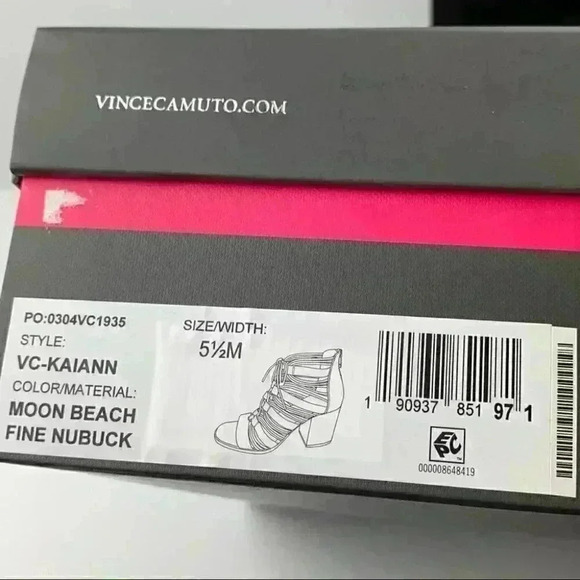 VINCECAMUTO.COM
PO:0304VC1935
STYLE:
VC-KAIANN
COLOR/MATERIAL:
MOON BEACH
FINE NUBUCK
SIZE/WIDTH:
5½M
1 90937 851 97 1
EPC
000008648419